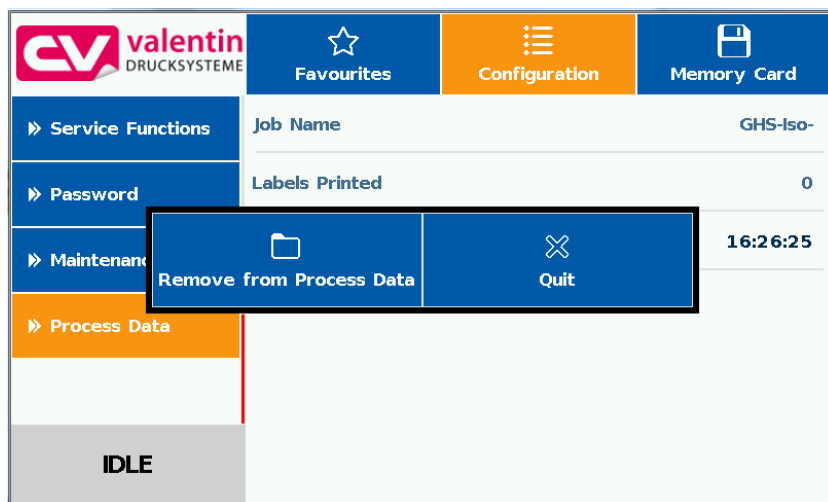 valentin
DRUCKSYSTEME
Favourites
Configuration
Memory Card
Service Functions
Job Name
GHS-Iso-
Password
Labels Printed
0
Maintenanc
16:26:25
Remove from Process Data
Quit
Process Data
IDLE